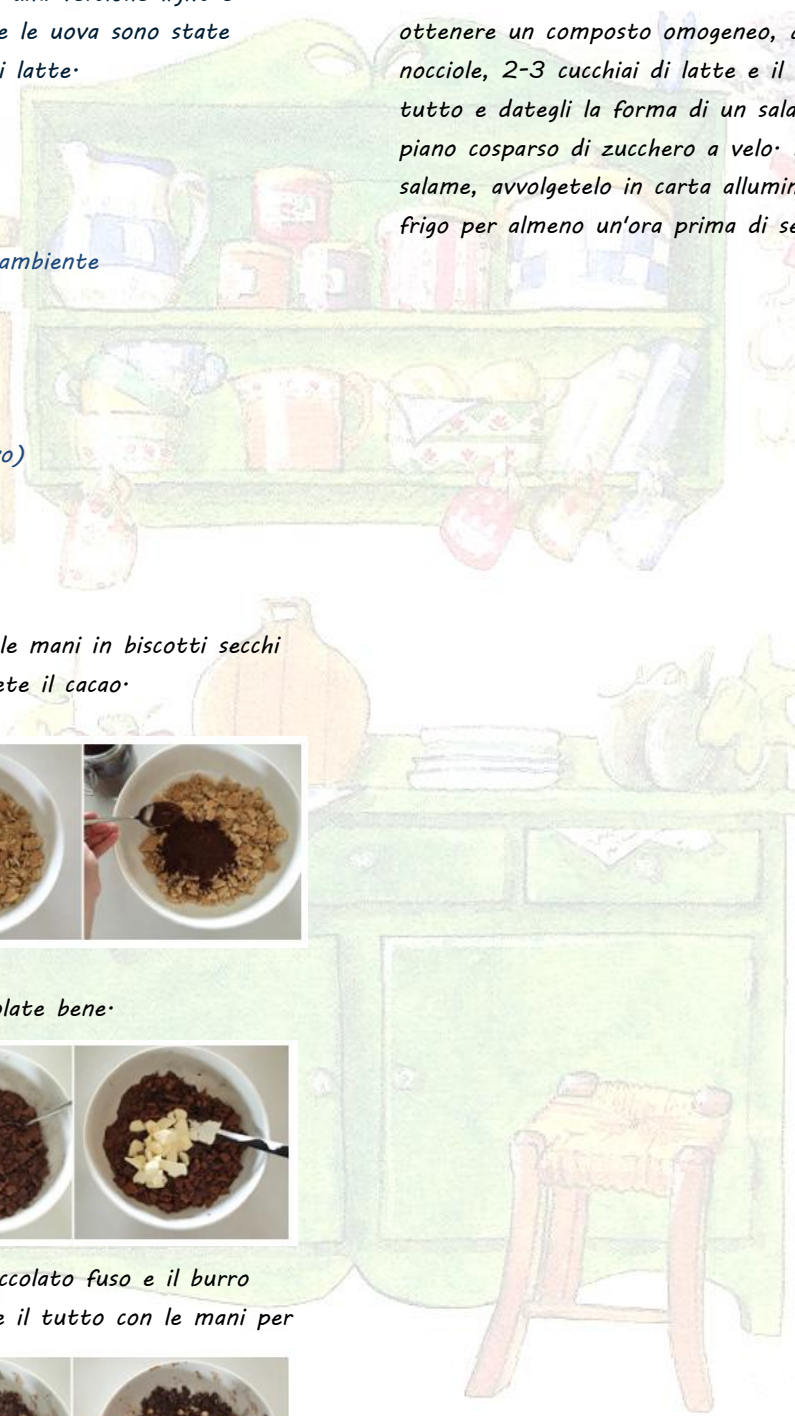 e le uova sono state
i latte.
ambiente
le mani in biscotti secchi
ete il cacao.
olate bene.
ccolato fuso e il burro
e il tutto con le mani per
ottenere un composto omogeneo,
nocciole, 2-3 cucchiai di latte e il
tutto e dategli la forma di un sala
piano cosparso di zucchero a velo.
salame, avvolgetelo in carta allumin
frigo per almeno un'ora prima di se